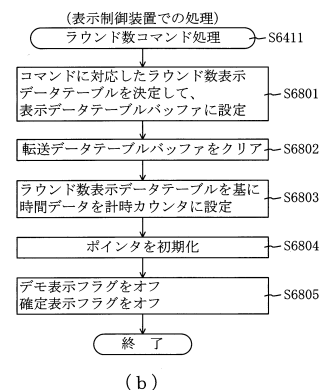 (表示制御装置での処理)
ラウンド数コマンド処理
S6411
コマンドに対応したラウンド数表示
データテーブルを決定して、
表示データテーブルバッファに設定
S6801
転送データテーブルバッファをクリア
S6802
ラウンド数表示データテーブルを基に
時間データを計時カウンタに設定
S6803
ポインタを初期化
S6804
デモ表示フラグをオフ
確定表示フラグをオフ
S6805
終 了
(b)